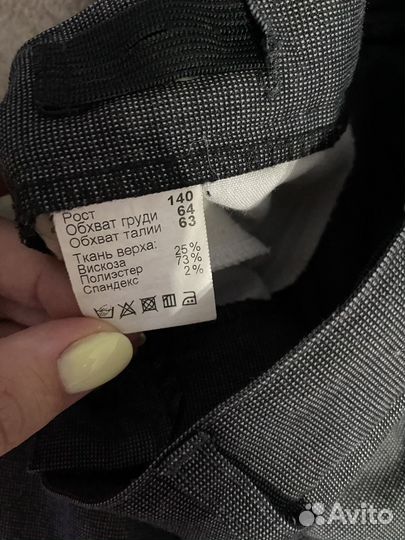 Рост 140
Обхват груди 64
Обхват талии 63
Ткань верха:
Вискоза 25%
Полиэстер 73%
Спандекс 2%
Avito